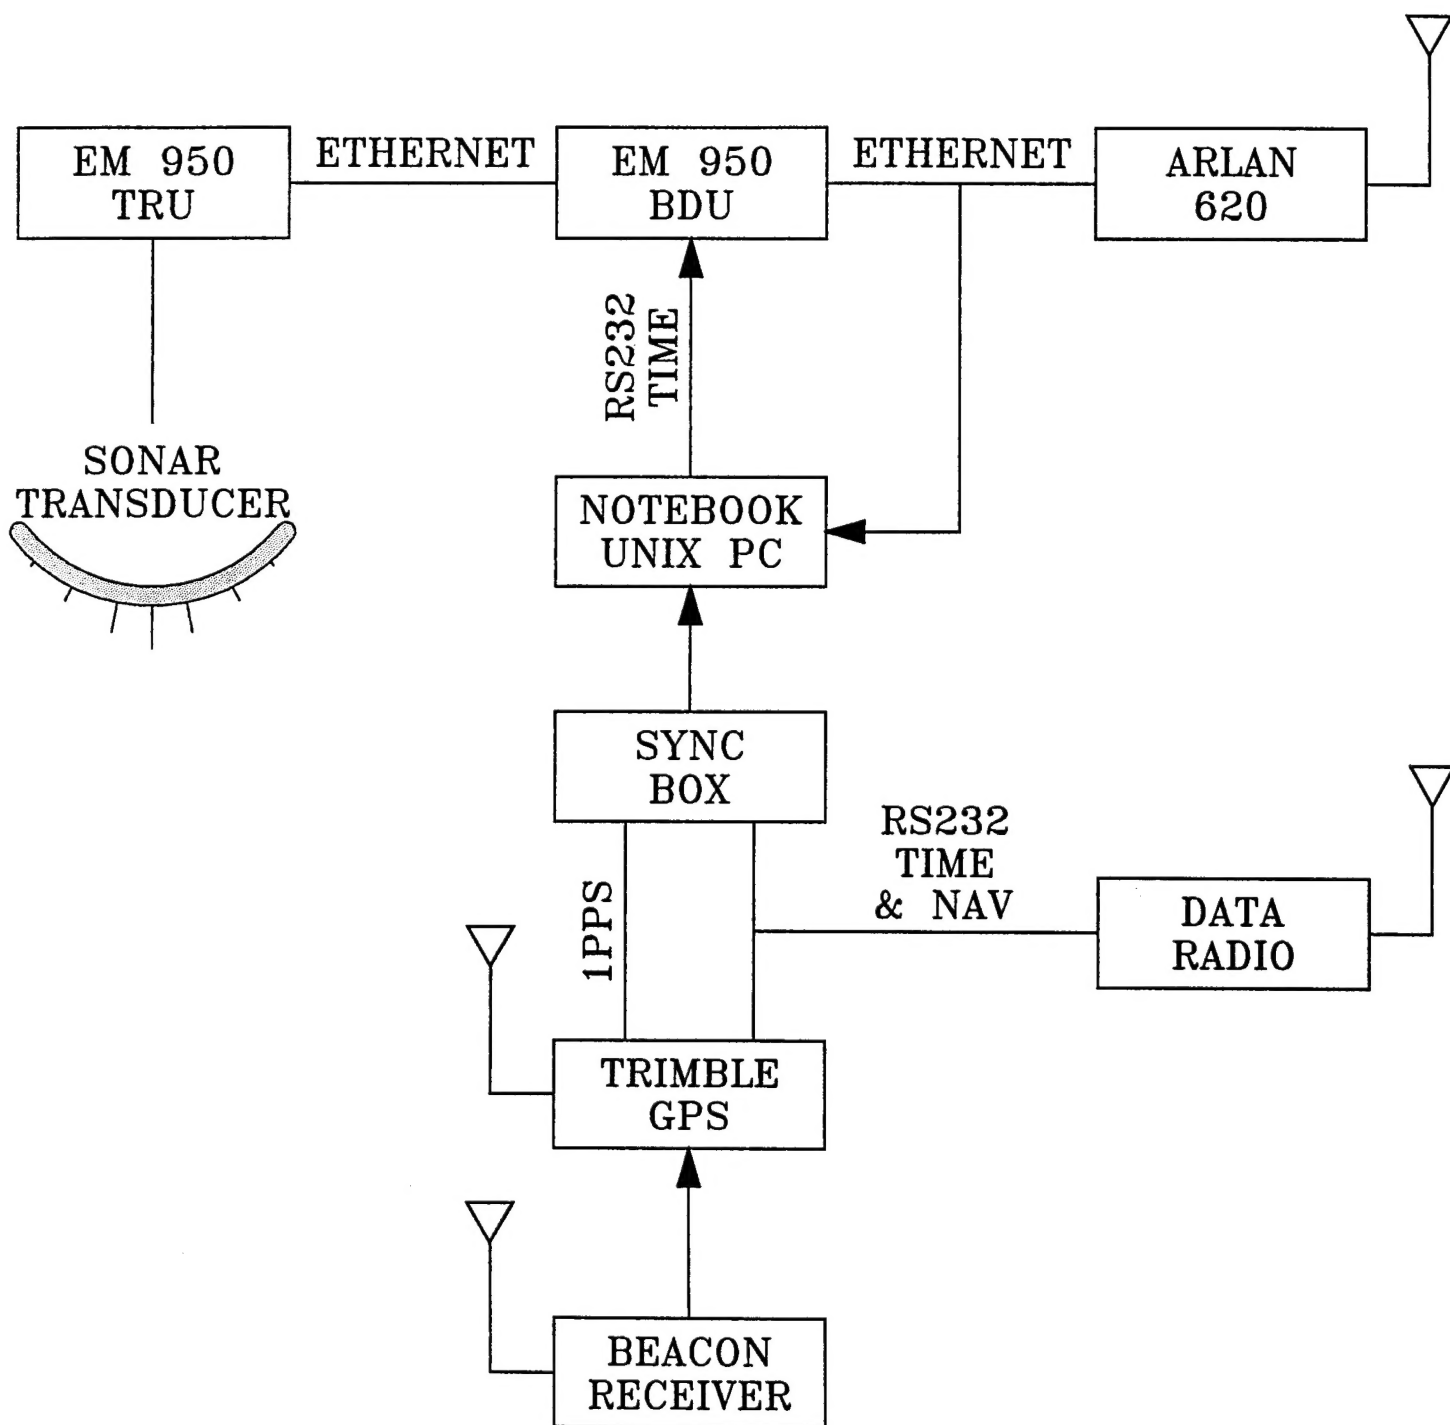 EM 950
TRU
ETHERNET
EM 950
BDU
ETHERNET
ARLAN
620
RS232
TIME
SONAR
TRANSDUCER
NOTEBOOK
UNIX PC
SYNC
BOX
RS232
TIME
& NAV
1PPS
DATA
RADIO
TRIMBLE
GPS
BEACON
RECEIVER